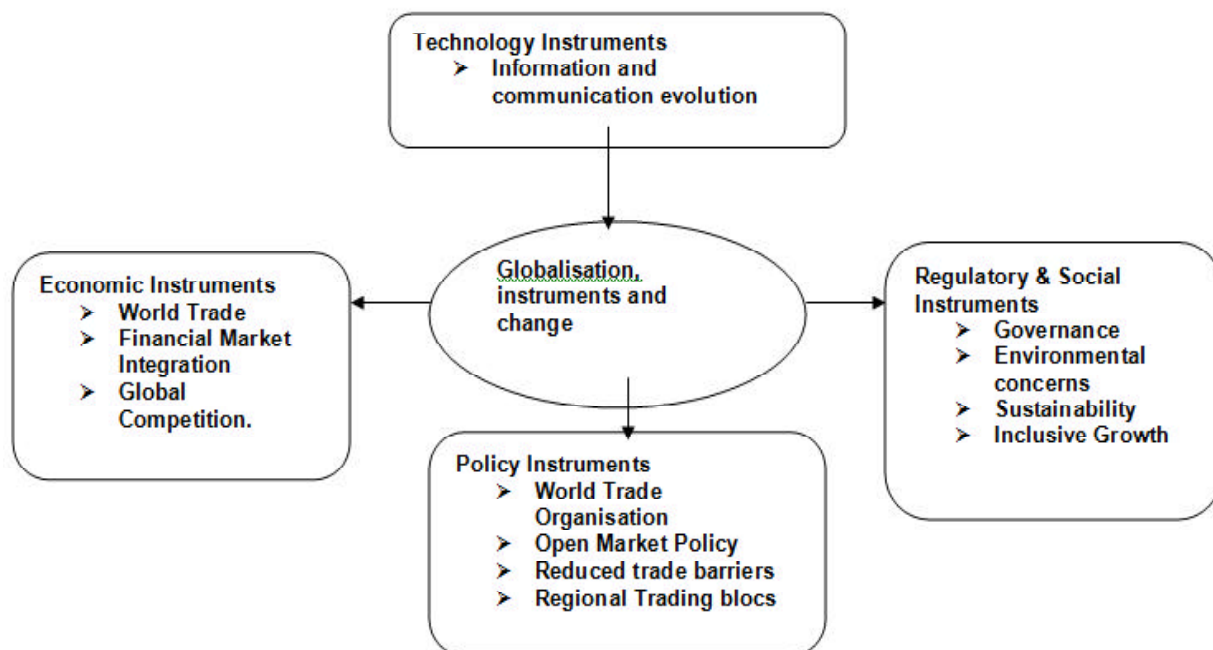 Technology Instruments
➢ Information and
communication evolution
Globalisation,
instruments and
change
Economic Instruments
➢ World Trade
➢ Financial Market
Integration
➢ Global
Competition.
Regulatory & Social
Instruments
➢ Governance
➢ Environmental
concerns
➢ Sustainability
➢ Inclusive Growth
Policy Instruments
➢ World Trade
Organisation
➢ Open Market Policy
➢ Reduced trade barriers
➢ Regional Trading blocs